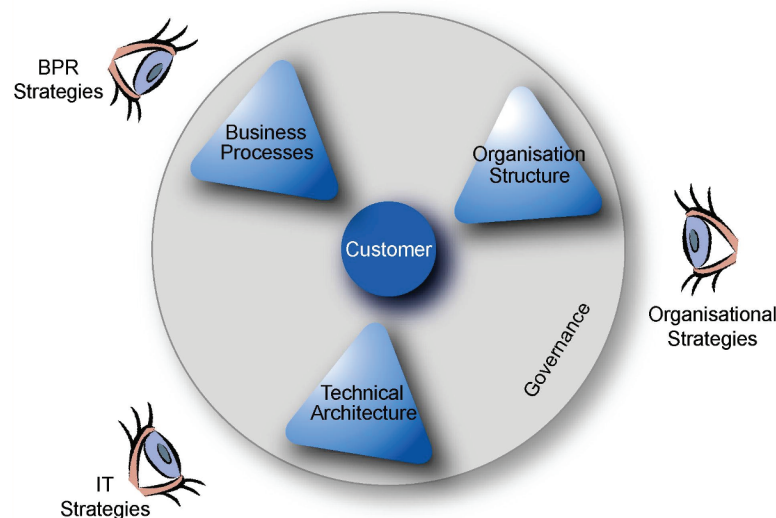 BPR
Strategies
Business
Processes
Organisation
Structure
Customer
Organisational
Strategies
Governance
Technical
Architecture
IT
Strategies